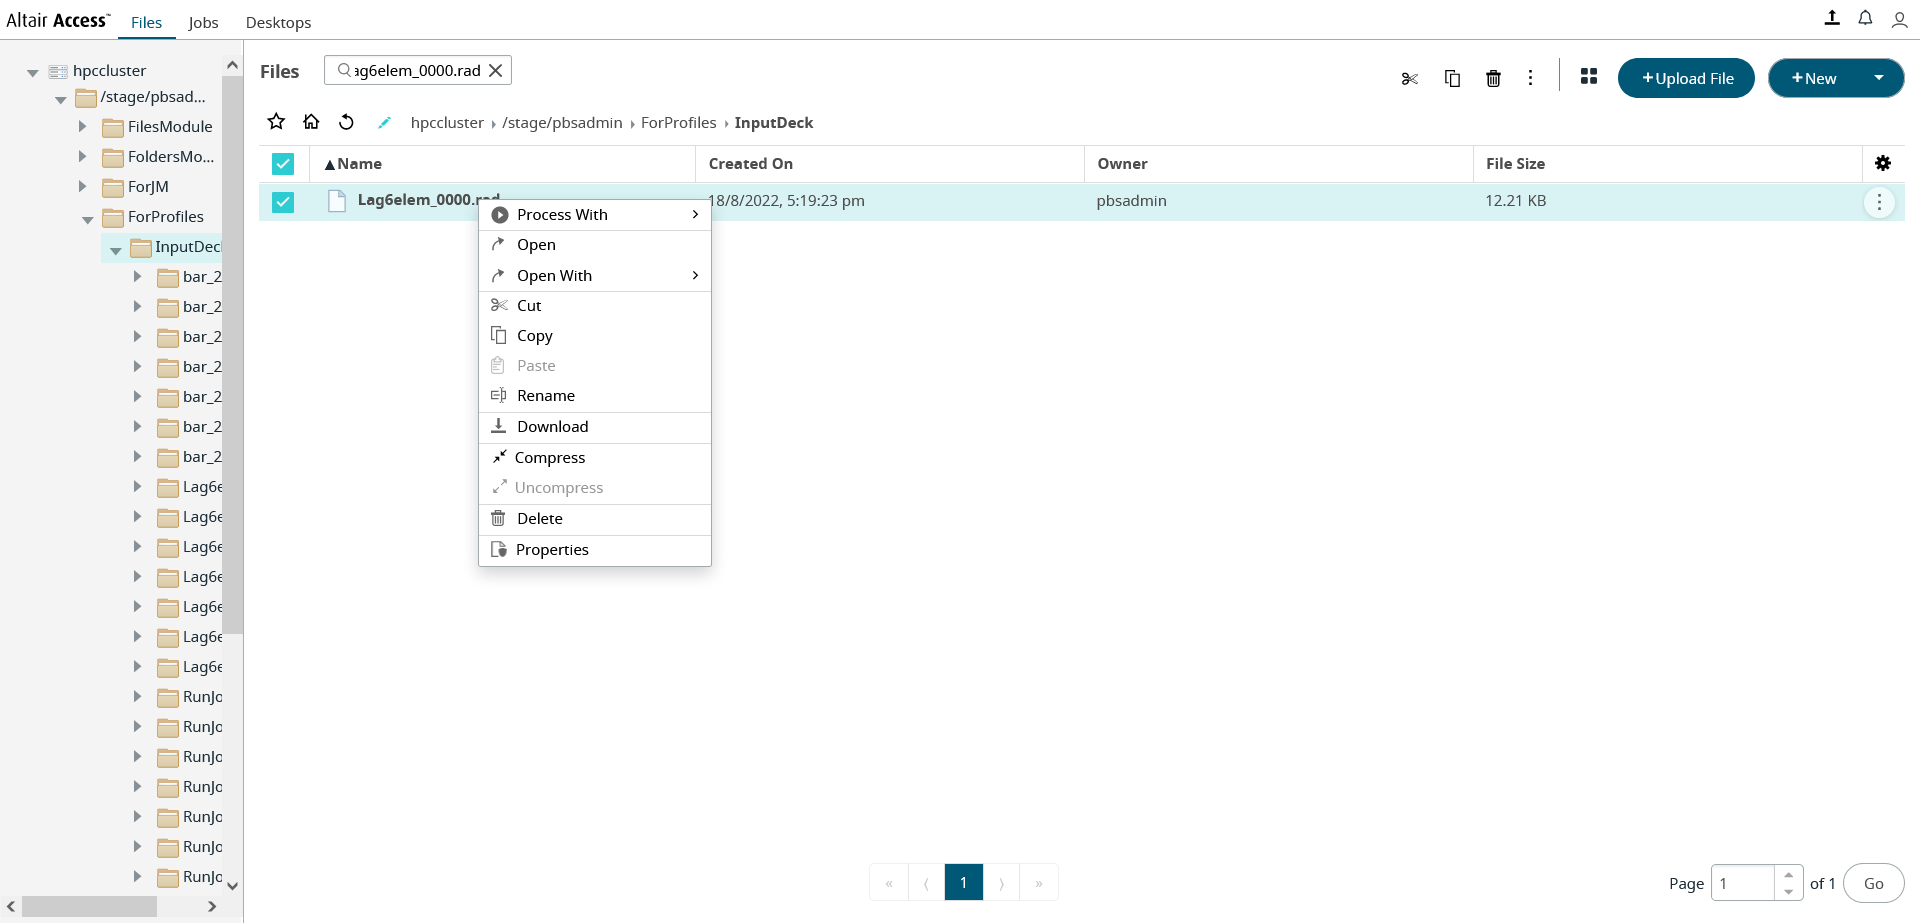 Altair Access™ Files Jobs Desktops
hpccluster
/stage/pbsad...
FilesModule
FoldersMo...
ForJM
ForProfiles
InputDec
bar_2
bar_2
bar_2
bar_2
bar_2
bar_2
bar_2
Lag6e
Lag6e
Lag6e
Lag6e
Lag6e
Lag6e
Lag6e
RunJo
RunJo
RunJo
RunJo
RunJo
RunJo
RunJo
Files ag6elem_0000.rad
+Upload File +New
hpccluster › /stage/pbsadmin › ForProfiles › InputDeck
▲Name Created On Owner File Size
Lag6elem_0000.rad 18/8/2022, 5:19:23 pm pbsadmin 12.21 KB
Process With
Open
Open With
Cut
Copy
Paste
Rename
Download
Compress
Uncompress
Delete
Properties
« ⟨ 1 ⟩ » Page 1 of 1 Go